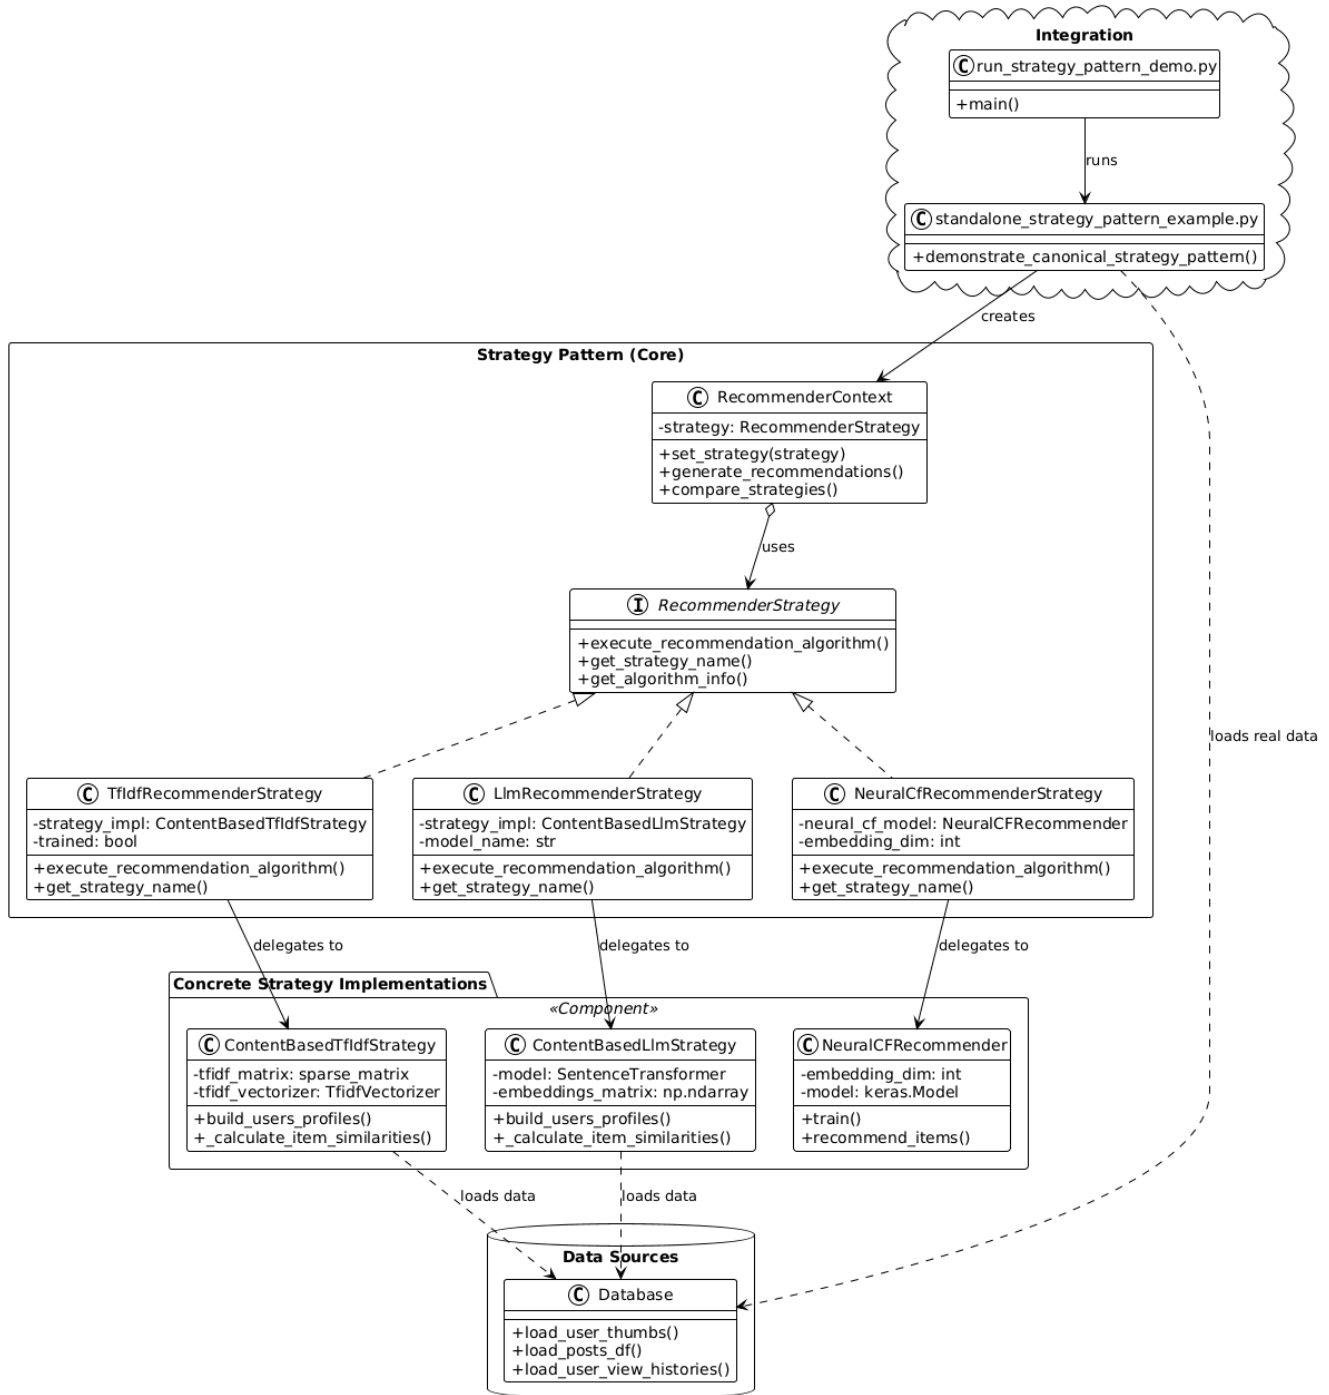 Integration
C run_strategy_pattern_demo.py
+main()
runs
C standalone_strategy_pattern_example.py
+demonstrate_canonical_strategy_pattern()
creates
Strategy Pattern (Core)
C RecommenderContext
-strategy: RecommenderStrategy
+set_strategy(strategy)
+generate_recommendations()
+compare_strategies()
uses
I RecommenderStrategy
+execute_recommendation_algorithm()
+get_strategy_name()
+get_algorithm_info()
loads real data
C TfIdfRecommenderStrategy
-strategy_impl: ContentBasedTfIdfStrategy
-trained: bool
+execute_recommendation_algorithm()
+get_strategy_name()
C LlmRecommenderStrategy
-strategy_impl: ContentBasedLlmStrategy
-model_name: str
+execute_recommendation_algorithm()
+get_strategy_name()
C NeuralCfRecommenderStrategy
-neural_cf_model: NeuralCFRecommender
-embedding_dim: int
+execute_recommendation_algorithm()
+get_strategy_name()
delegates to
delegates to
delegates to
Concrete Strategy Implementations
«Component»
C ContentBasedTfIdfStrategy
-tfidf_matrix: sparse_matrix
-tfidf_vectorizer: TfidfVectorizer
+build_users_profiles()
+_calculate_item_similarities()
C ContentBasedLlmStrategy
-model: SentenceTransformer
-embeddings_matrix: np.ndarray
+build_users_profiles()
+_calculate_item_similarities()
C NeuralCFRecommender
-embedding_dim: int
-model: keras.Model
+train()
+recommend_items()
loads data
loads data
Data Sources
C Database
+load_user_thumbs()
+load_posts_df()
+load_user_view_histories()